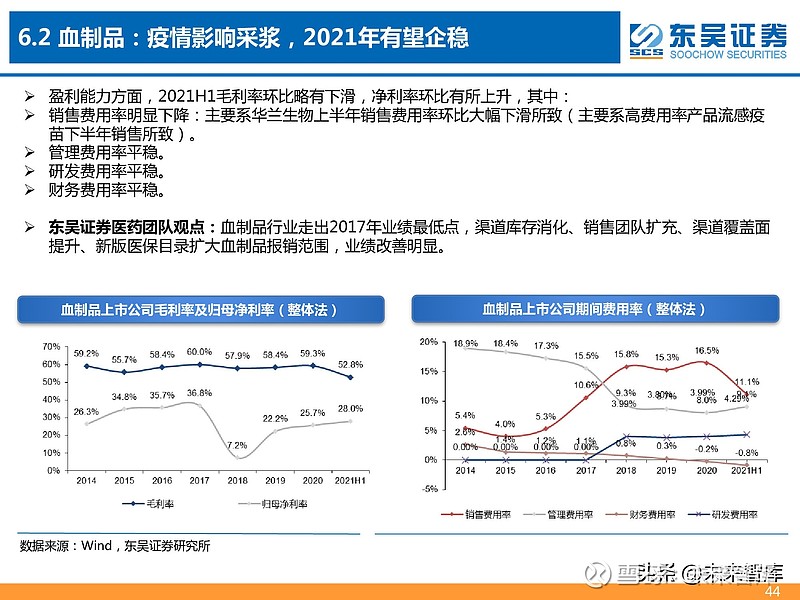 6.2 血制品：疫情影响采浆，2021年有望企稳
SCS
东吴证券
SOOCHOW SECURITIES
➢ 盈利能力方面，2021H1毛利率环比略有下滑，净利率环比有所上升，其中：
➢ 销售费用率明显下降：主要系华兰生物上半年销售费用率环比大幅下滑所致（主要系高费用率产品流感疫
苗下半年销售所致）。
➢ 管理费用率平稳。
➢ 研发费用率平稳。
➢ 财务费用率平稳。
➢ 东吴证券医药团队观点：血制品行业走出2017年业绩最低点，渠道库存消化、销售团队扩充、渠道覆盖面
提升、新版医保目录扩大血制品报销范围，业绩改善明显。
血制品上市公司毛利率及归母净利率（整体法）
70%
60%
50%
40%
30%
20%
10%
0%
59.2% 55.7% 58.4% 60.0% 57.9% 58.4% 59.3% 52.8%
26.3% 34.8% 35.7% 36.8% 7.2% 22.2% 25.7% 28.0%
2014 2015 2016 2017 2018 2019 2020 2021H1
毛利率 归母净利率
血制品上市公司期间费用率（整体法）
20%
15%
10%
5%
0%
-5%
18.9% 18.4% 17.3% 15.5% 15.8% 15.3% 16.5% 11.1%
10.6% 9.3% 3.99% 8.0% 4.29%
5.4% 4.0% 5.3% 3.99%
2.6% 1.4% 1.2% 1.1% 0.8% 0.3% -0.2% -0.8%
0.00% 0.00% 0.00% 0.00%
2014 2015 2016 2017 2018 2019 2020 2021H1
销售费用率 管理费用率 财务费用率 研发费用率
数据来源：Wind，东吴证券研究所
头条 @未来智库
44